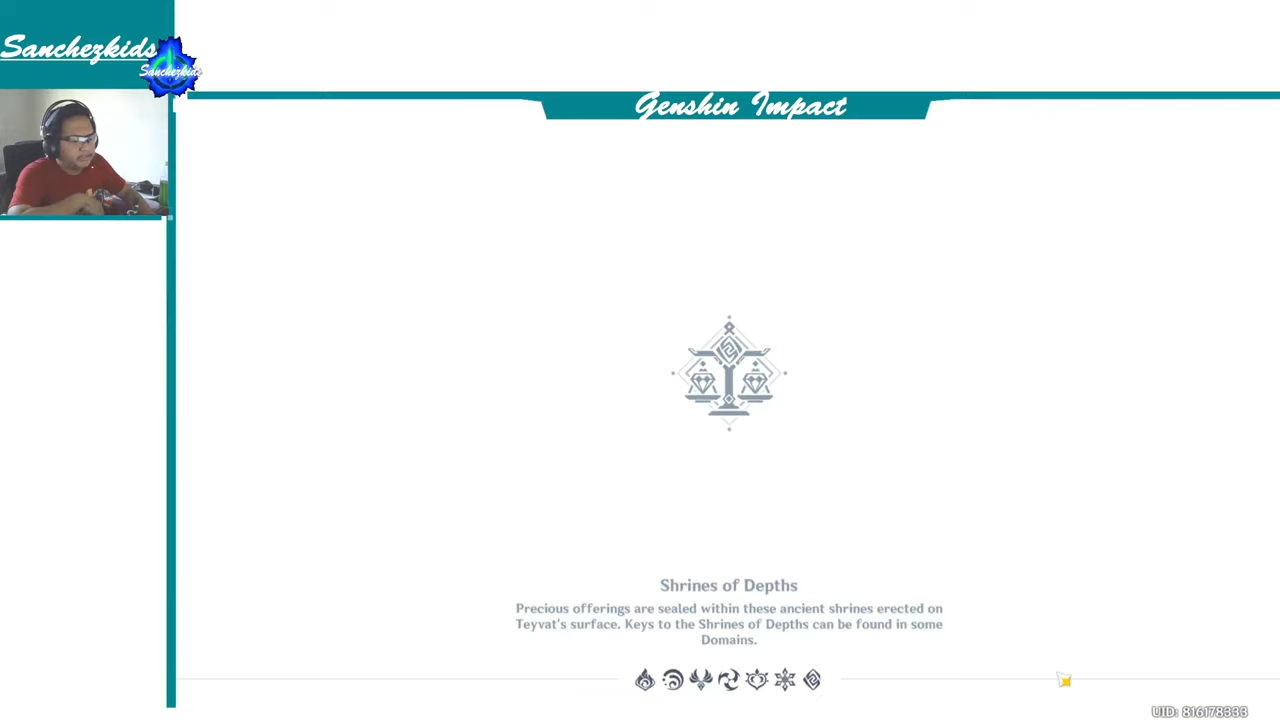 Sanchezkids
Sanchezkids
Genshin Impact
Shrines of Depths
Precious offerings are sealed within these ancient shrines erected on
Teyvat's surface. Keys to the Shrines of Depths can be found in some
Domains.
UID: 816178333